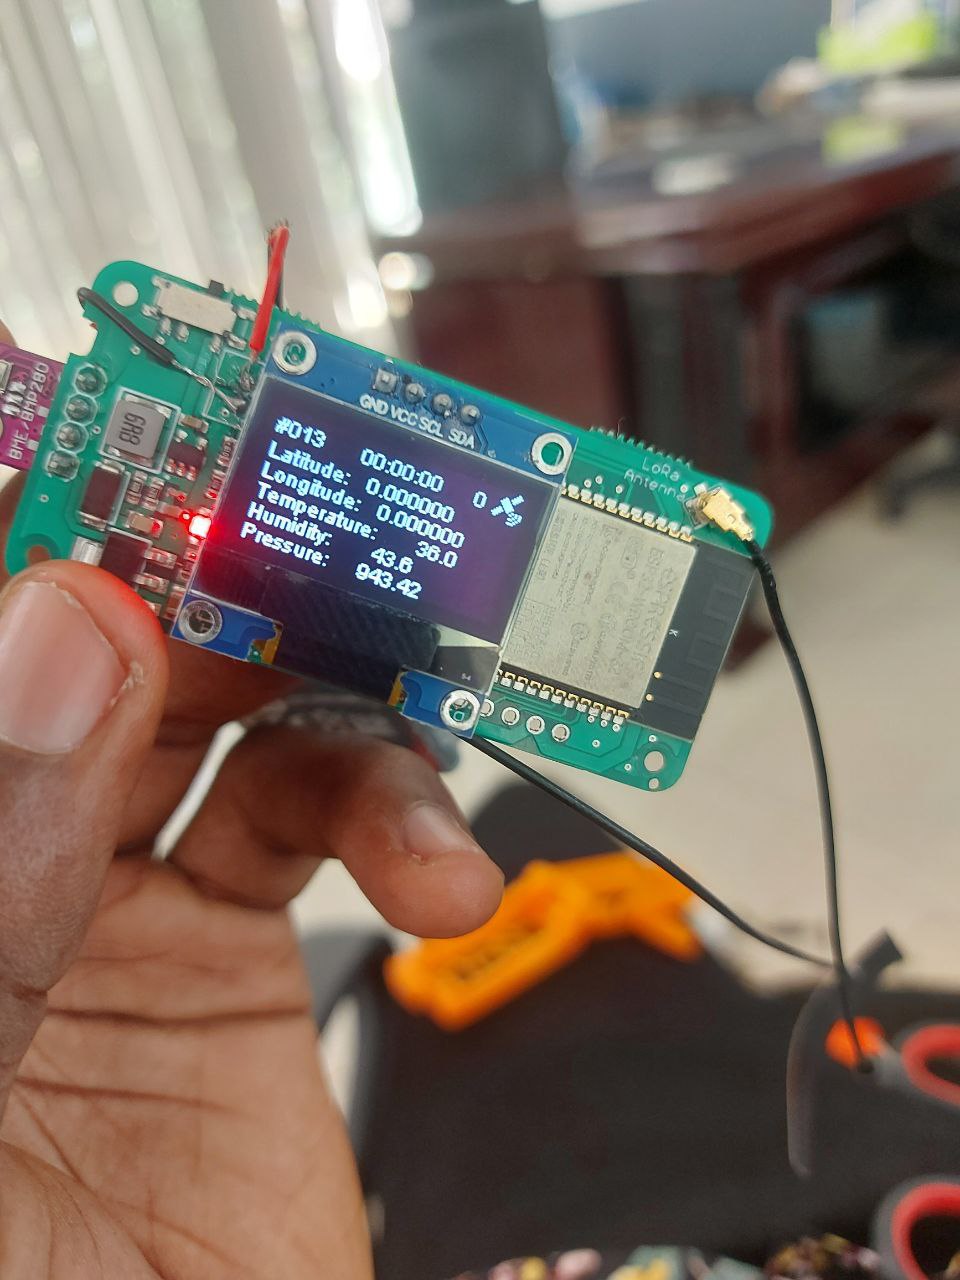 BME/BMP280
6R8
GND VCC SCL SDA
#013 00:00:00 0
Latitude: 0.000000
Longitude: 0.000000
Temperature: 36.0
Humidity: 43.6
Pressure: 943.42
LoRa
Antenna